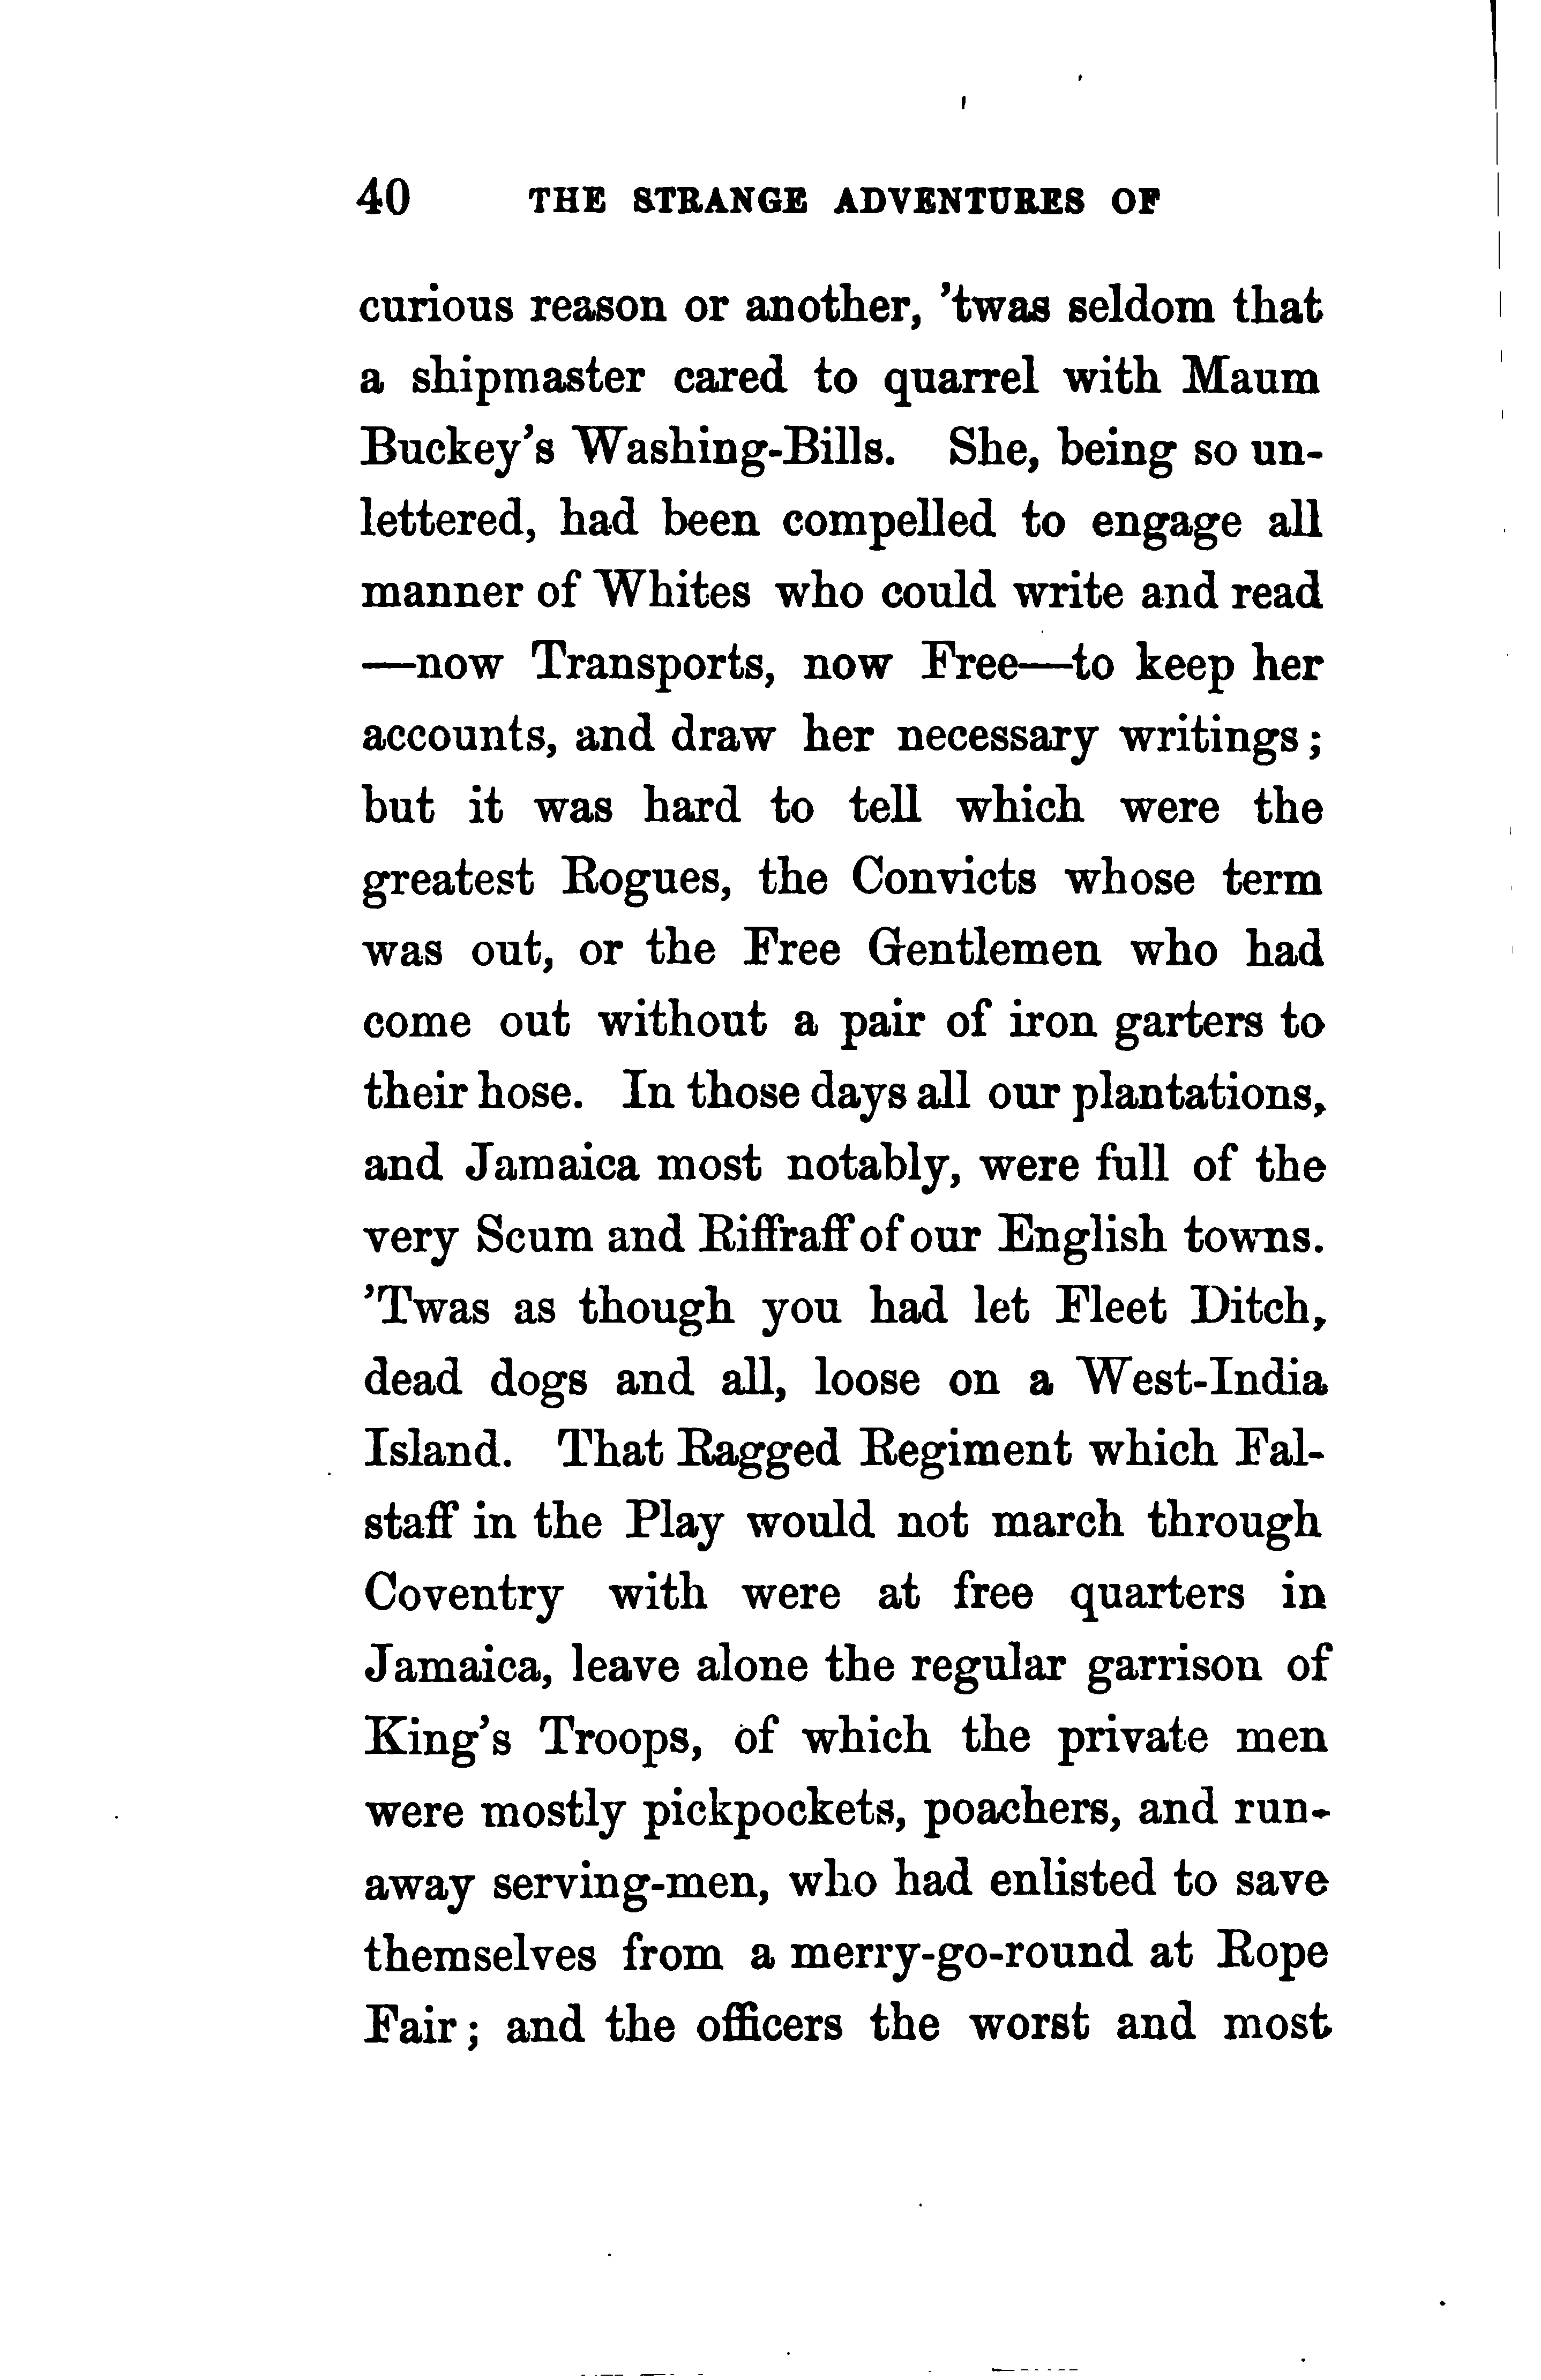 40 THE STRANGE ADVENTURES OF
curious reason or another, ’twas seldom that
a shipmaster cared to quarrel with Maum
Buckey’s Washing-Bills. She, being so un-
lettered, had been compelled to engage all
manner of Whites who could write and read
—now Transports, now Free—to keep her
accounts, and draw her necessary writings;
but it was hard to tell which were the
greatest Rogues, the Convicts whose term
was out, or the Free Gentlemen who had
come out without a pair of iron garters to
their hose. In those days all our plantations,
and Jamaica most notably, were full of the
very Scum and Riffraff of our English towns.
’Twas as though you had let Fleet Ditch,
dead dogs and all, loose on a West-India
Island. That Ragged Regiment which Fal-
staff in the Play would not march through
Coventry with were at free quarters in
Jamaica, leave alone the regular garrison of
King’s Troops, of which the private men
were mostly pickpockets, poachers, and run-
away serving-men, who had enlisted to save
themselves from a merry-go-round at Rope
Fair; and the officers the worst and most